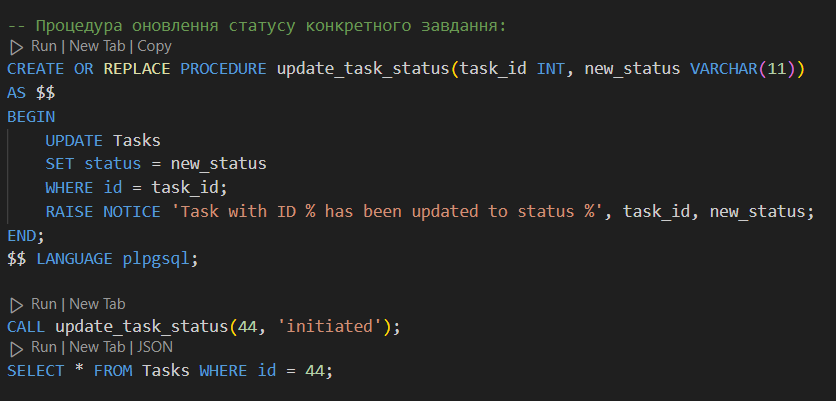 -- Процедура оновлення статусу конкретного завдання:
Run | New Tab | Copy
CREATE OR REPLACE PROCEDURE update_task_status(task_id INT, new_status VARCHAR(11))
AS $$
BEGIN
    UPDATE Tasks
    SET status = new_status
    WHERE id = task_id;
    RAISE NOTICE 'Task with ID % has been updated to status %', task_id, new_status;
END;
$$ LANGUAGE plpgsql;
Run | New Tab
CALL update_task_status(44, 'initiated');
Run | New Tab | JSON
SELECT * FROM Tasks WHERE id = 44;